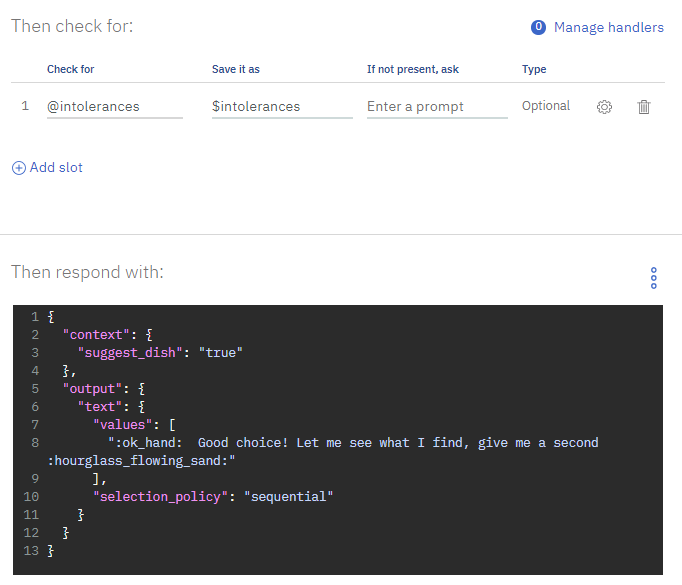 Then check for:
0 Manage handlers
Check for Save it as If not present, ask Type
1 @intolerances $intolerances Enter a prompt Optional
Add slot
Then respond with:
1 {
2 "context": {
3 "suggest_dish": "true"
4 },
5 "output": {
6 "text": {
7 "values": [
8 ":ok_hand:  Good choice! Let me see what I find, give me a second
:hourglass_flowing_sand:"
9 ],
10 "selection_policy": "sequential"
11 }
12 }
13 }